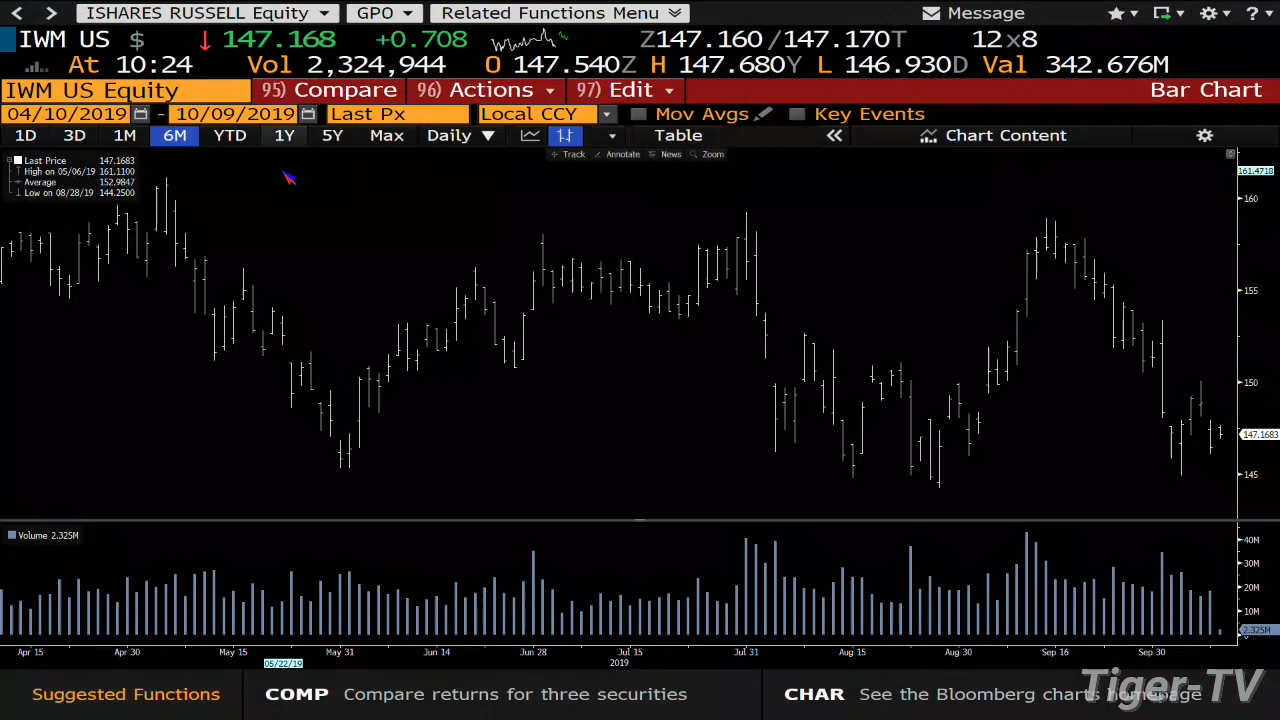 < > ISHARES RUSSELL Equity GPO Related Functions Menu Message ?
IWM US $ ↓ 147.168 +0.708 Z147.160/147.170T 12x8
At 10:24 Vol 2,324,944 O 147.540Z H 147.680Y L 146.930D Val 342.676M
IWM US Equity 95) Compare 96) Actions 97) Edit Bar Chart
04/10/2019 - 10/09/2019 Last Px Local CCY Mov Avgs Key Events
1D 3D 1M 6M YTD 1Y 5Y Max Daily ▼ Table « Chart Content
Track Annotate News Zoom
Last Price 147.1683
High on 05/06/19 161.1100
Average 152.9847
Low on 08/28/19 144.2500
161.4718
160
155
150
147.1683
145
Volume 2.325M
40M
30M
20M
10M
2.325M
0
Apr 15 Apr 30 May 15 May 31 Jun 14 Jun 28 Jul 15 Jul 31 Aug 15 Aug 30 Sep 16 Sep 30
05/22/19 2019
Suggested Functions COMP Compare returns for three securities CHAR See the Bloomberg charts homepage
Tiger-TV